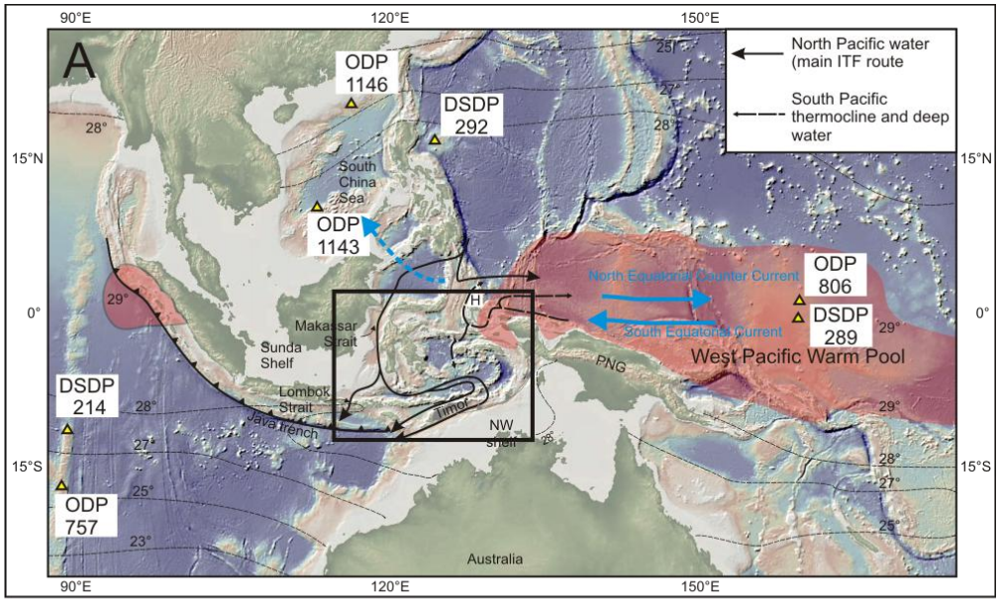 90°E
120°E
150°E
A
North Pacific water
(main ITF route
South Pacific
thermocline and deep
water
25°
27°
28°
28°
ODP
1146
DSDP
292
15°N
15°N
South
China
Sea
ODP
1143
North Equatorial Counter Current
ODP
806
29°
H
0°
0°
DSDP
289
29°
South Equatorial Current
Makassar
Strait
West Pacific Warm Pool
Sunda
Shelf
PNG
DSDP
214
Lombok
Strait
28°
Timor
29°
Java trench
NW
shelf
28
27°
28°
15°S
15°S
27°
25°
ODP
757
25°
23°
Australia
90°E
120°E
150°E